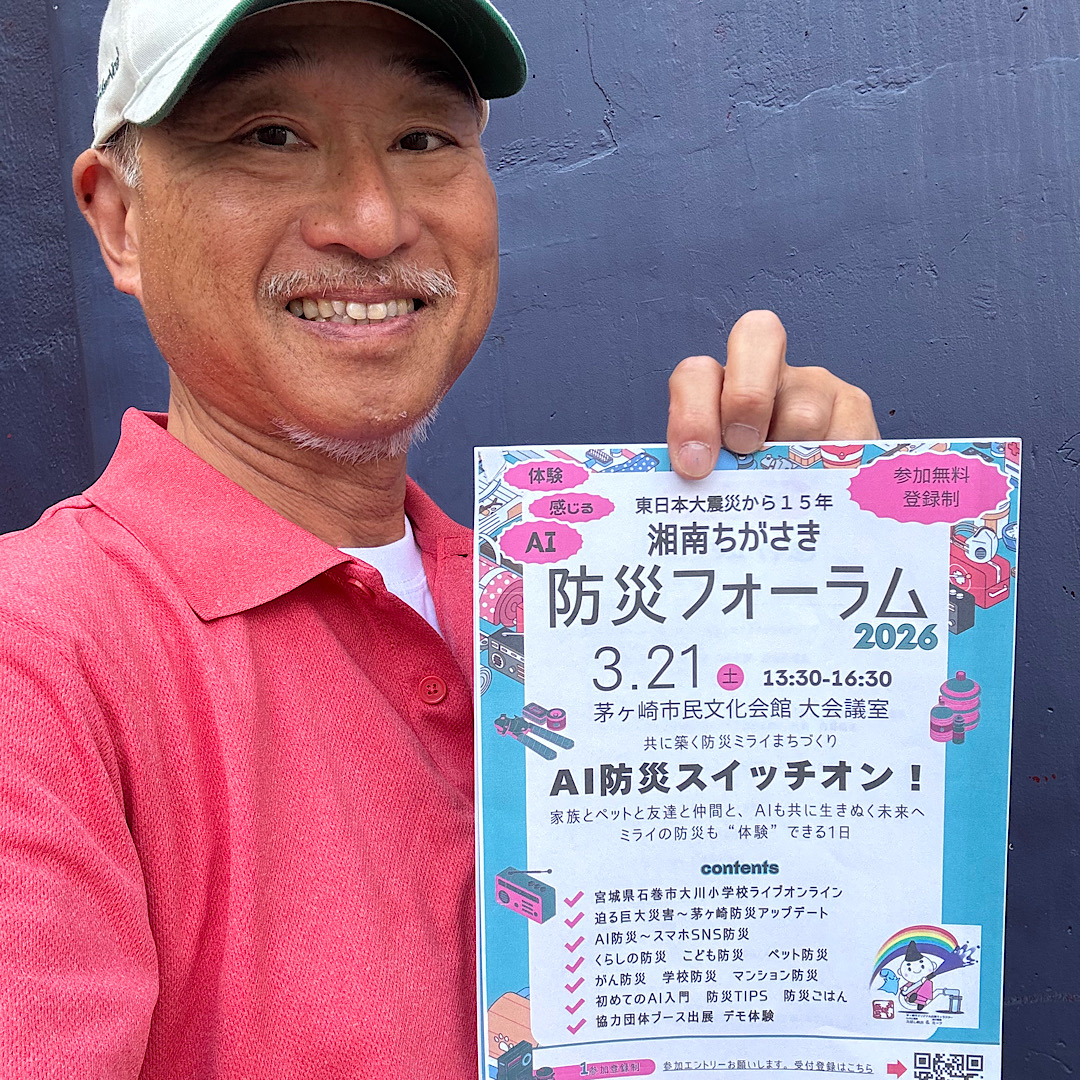 体験
感じる
AI
参加無料
登録制
東日本大震災から15年
湘南ちがさき
防災フォーラム
2026
3.21 土 13:30-16:30
茅ヶ崎市民文化会館 大会議室
共に築く防災ミライまちづくり
AI防災スイッチオン！
家族とペットと友達と仲間と、AIも共に生きぬく未来へ
ミライの防災も“体験”できる1日
contents
宮城県石巻市大川小学校ライブオンライン
迫る巨大災害～茅ヶ崎防災アップデート
AI防災～スマホSNS防災
くらしの防災 こども防災 ペット防災
がん防災 学校防災 マンション防災
初めてのAI入門 防災TIPS 防災ごはん
協力団体ブース出展 デモ体験
参加登録制 参加エントリーお願いします。受付登録はこちら